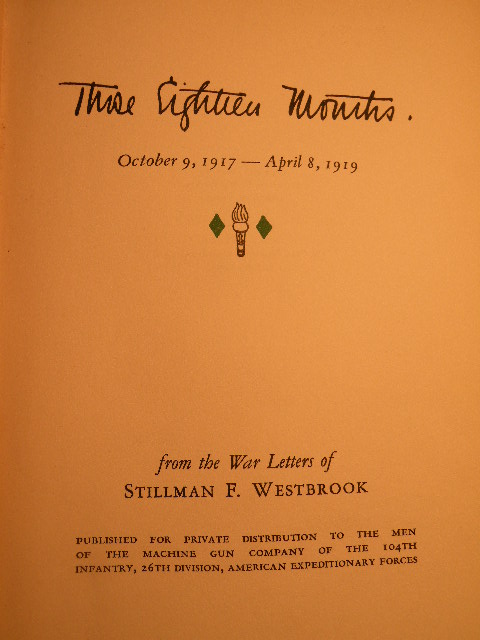 Those Eighteen Months.
October 9, 1917 — April 8, 1919
from the War Letters of
STILLMAN F. WESTBROOK
PUBLISHED FOR PRIVATE DISTRIBUTION TO THE MEN
OF THE MACHINE GUN COMPANY OF THE 104TH
INFANTRY, 26TH DIVISION, AMERICAN EXPEDITIONARY FORCES